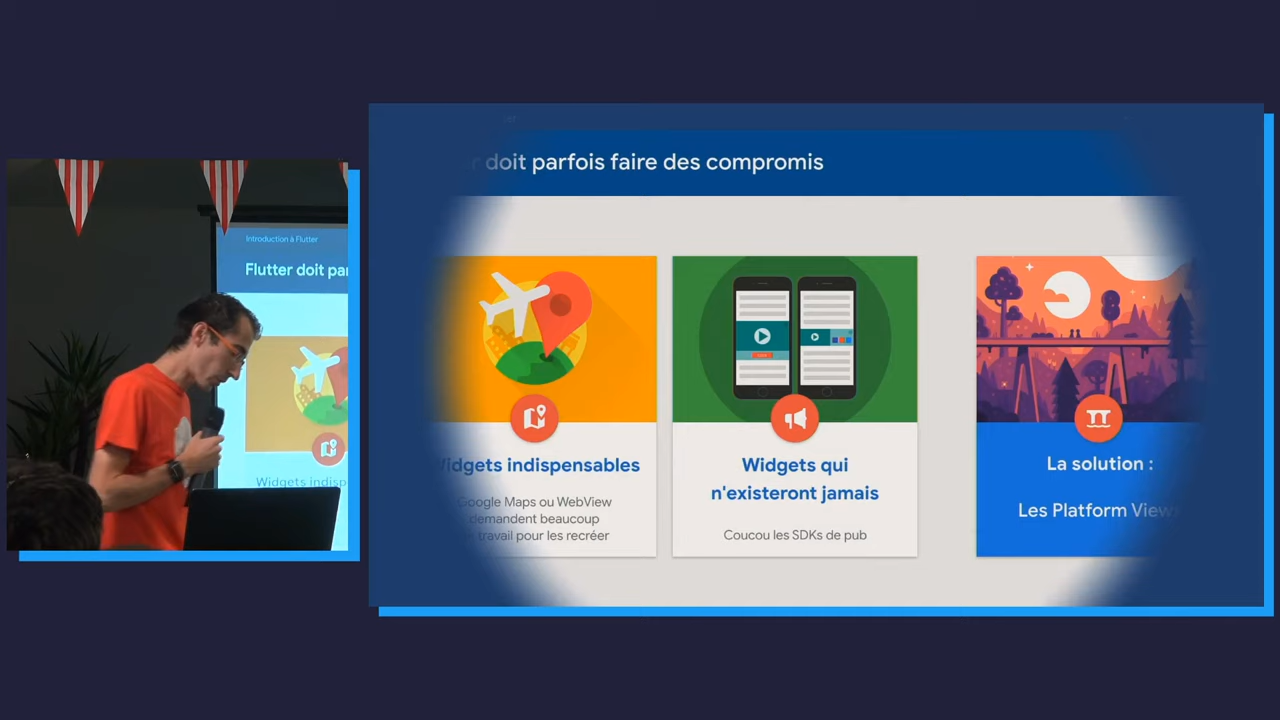 Introduction à Flutter
Flutter doit par
Widgets indisp
r doit parfois faire des compromis
Widgets indispensables
Google Maps ou WebView
demandent beaucoup
travail pour les recréer
Widgets qui
n'existeront jamais
Coucou les SDKs de pub
La solution :
Les Platform Views